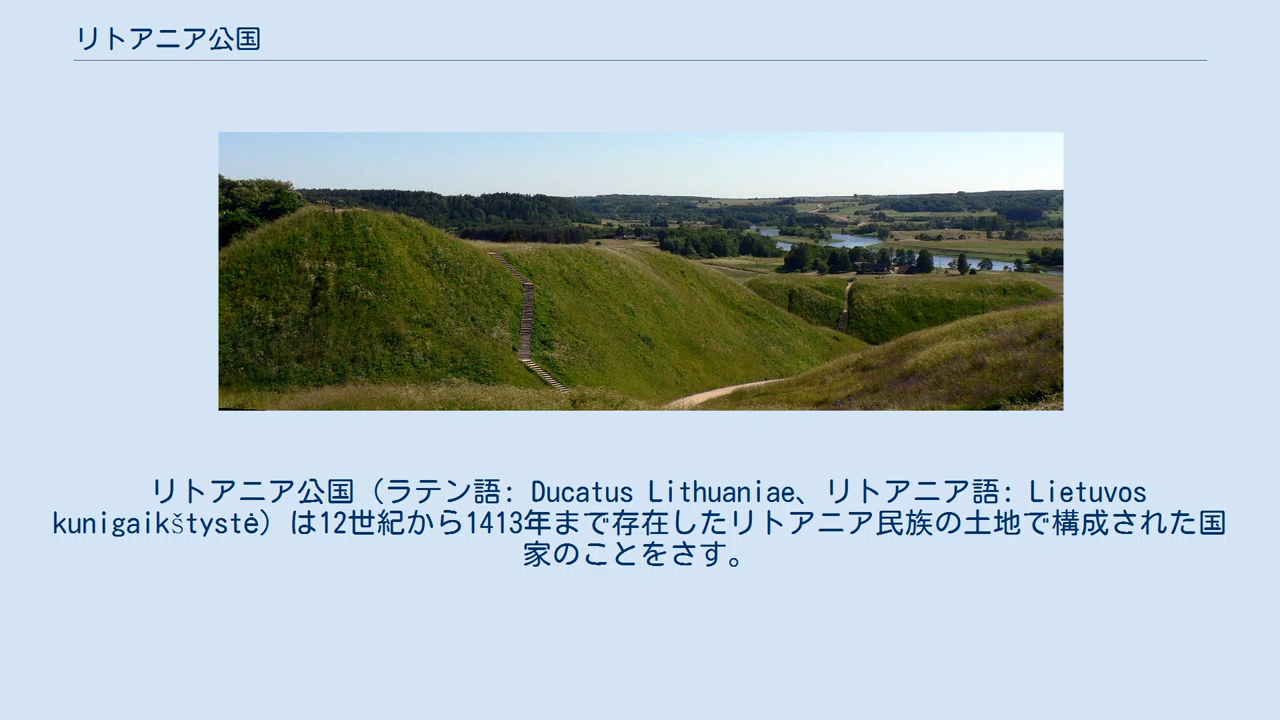 リトアニア公国
リトアニア公国（ラテン語: Ducatus Lithuaniae、リトアニア語: Lietuvos
kunigaikštystė）は12世紀から1413年まで存在したリトアニア民族の土地で構成された国
家のことをさす。